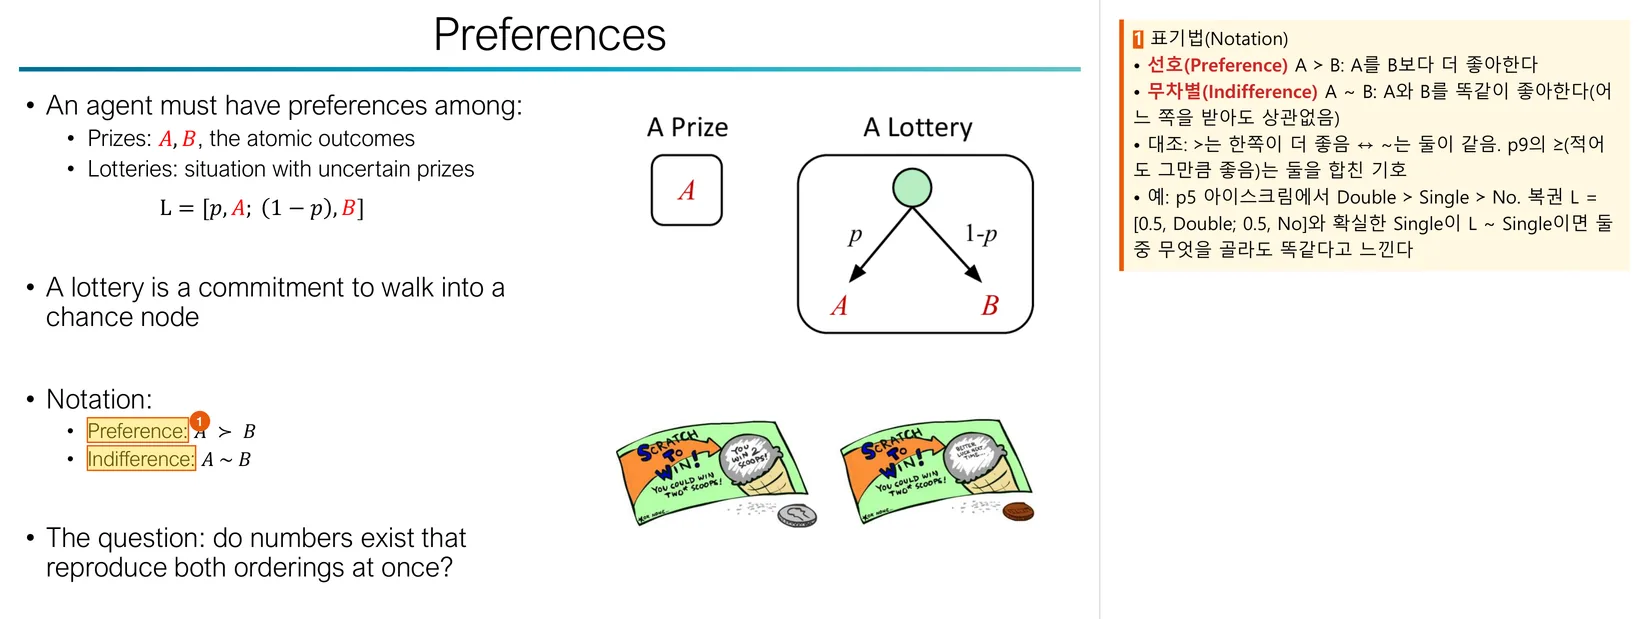 Preferences
• An agent must have preferences among:
• Prizes: A, B, the atomic outcomes
• Lotteries: situation with uncertain prizes
L = [p, A; (1 − p), B]
• A lottery is a commitment to walk into a
chance node
• Notation:
• Preference: A ≻ B
1
• Indifference: A ~ B
• The question: do numbers exist that
reproduce both orderings at once?
A Prize
A
A Lottery
p
1-p
A
B
SCRATCH
TO
WIN!
YOU COULD WIN
TWO* SCOOPS!
YOU
WIN 2
SCOOPS!
*OR NONE...
SCRATCH
TO
WIN!
YOU COULD WIN
TWO* SCOOPS!
BETTER
LUCK NEXT
TIME...
*OR NONE...
1 표기법(Notation)
• 선호(Preference) A ≻ B: A를 B보다 더 좋아한다
• 무차별(Indifference) A ~ B: A와 B를 똑같이 좋아한다(어
느 쪽을 받아도 상관없음)
• 대조: ≻는 한쪽이 더 좋음 ↔ ~는 둘이 같음. p9의 ≥(적어
도 그만큼 좋음)는 둘을 합친 기호
• 예: p5 아이스크림에서 Double ≻ Single ≻ No. 복권 L =
[0.5, Double; 0.5, No]와 확실한 Single이 L ~ Single이면 둘
중 무엇을 골라도 똑같다고 느낀다